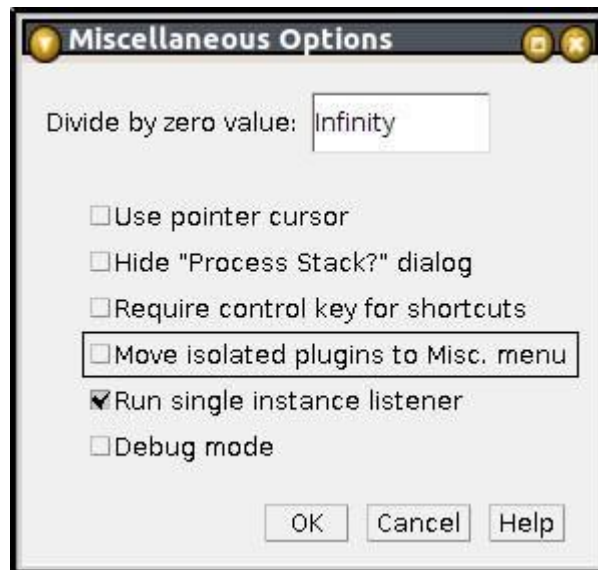 Miscellaneous Options
Divide by zero value: Infinity
Use pointer cursor
Hide "Process Stack?" dialog
Require control key for shortcuts
Move isolated plugins to Misc. menu
Run single instance listener
Debug mode
OK Cancel Help